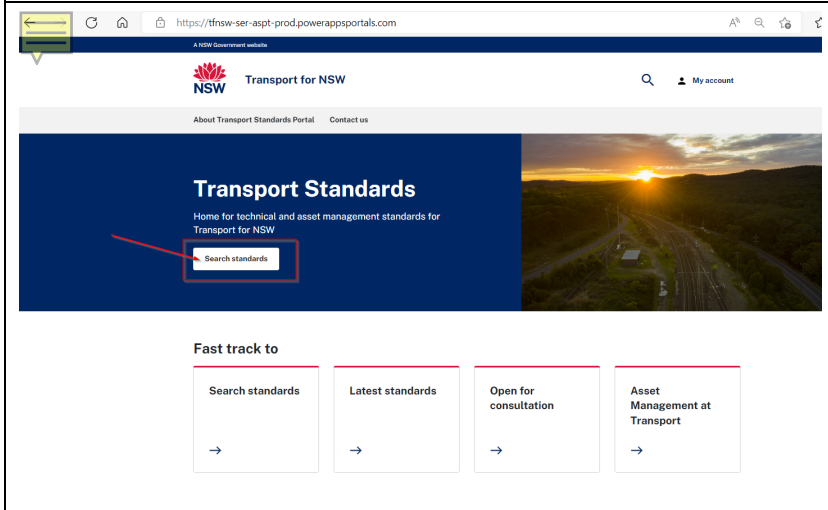 https://tfnsw-ser-aspt-prod.powerappsportals.com
A NSW Government website
NSW
Transport for NSW
My account
About Transport Standards Portal Contact us
Transport Standards
Home for technical and asset management standards for
Transport for NSW
Search standards
Fast track to
Search standards
Latest standards
Open for
consultation
Asset
Management at
Transport